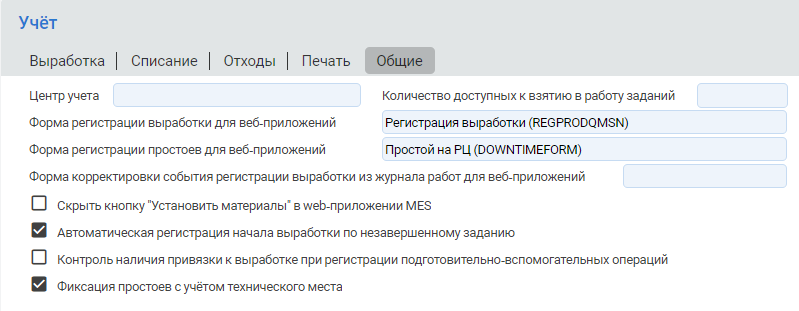 Учёт
Выработка | Списание | Отходы | Печать Общие
Центр учета Количество доступных к взятию в работу заданий
Форма регистрации выработки для веб-приложений Регистрация выработки (REGPRODQMSN)
Форма регистрации простоев для веб-приложений Простой на РЦ (DOWNTIMEFORM)
Форма корректировки события регистрации выработки из журнала работ для веб-приложений
Скрыть кнопку "Установить материалы" в web-приложении MES
Автоматическая регистрация начала выработки по незавершенному заданию
Контроль наличия привязки к выработке при регистрации подготовительно-вспомогательных операций
Фиксация простоев с учётом технического места